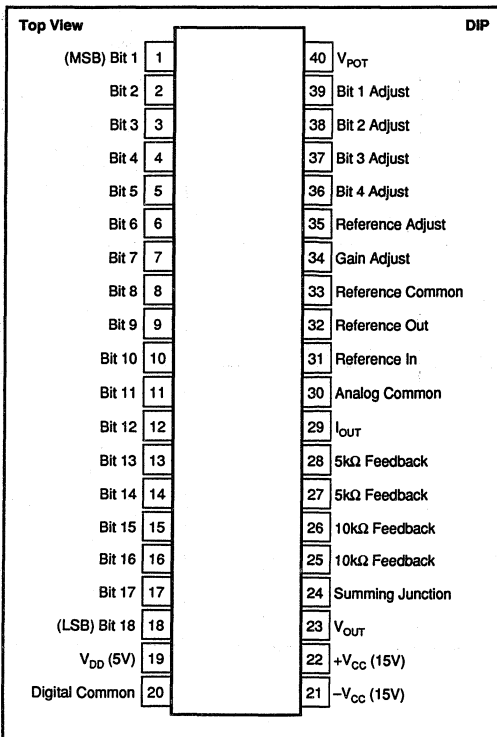 Top View DIP
(MSB) Bit 1 1 40 VPOT
Bit 2 2 39 Bit 1 Adjust
Bit 3 3 38 Bit 2 Adjust
Bit 4 4 37 Bit 3 Adjust
Bit 5 5 36 Bit 4 Adjust
Bit 6 6 35 Reference Adjust
Bit 7 7 34 Gain Adjust
Bit 8 8 33 Reference Common
Bit 9 9 32 Reference Out
Bit 10 10 31 Reference In
Bit 11 11 30 Analog Common
Bit 12 12 29 IOUT
Bit 13 13 28 5kΩ Feedback
Bit 14 14 27 5kΩ Feedback
Bit 15 15 26 10kΩ Feedback
Bit 16 16 25 10kΩ Feedback
Bit 17 17 24 Summing Junction
(LSB) Bit 18 18 23 VOUT
VDD (5V) 19 22 +VCC (15V)
Digital Common 20 21 –VCC (15V)